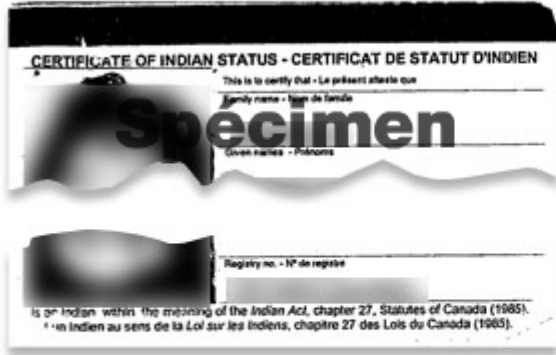 CERTIFICATE OF INDIAN STATUS - CERTIFICAT DE STATUT D'INDIEN
This is to certify that - Le présent atteste que
Family name - Nom de famille
Specimen
Given names - Prénoms
Registry no. - N° de registre
is an Indian within the meaning of the Indian Act, chapter 27, Statutes of Canada (1985).
un Indien au sens de la Loi sur les Indiens, chapitre 27 des Lois du Canada (1985).